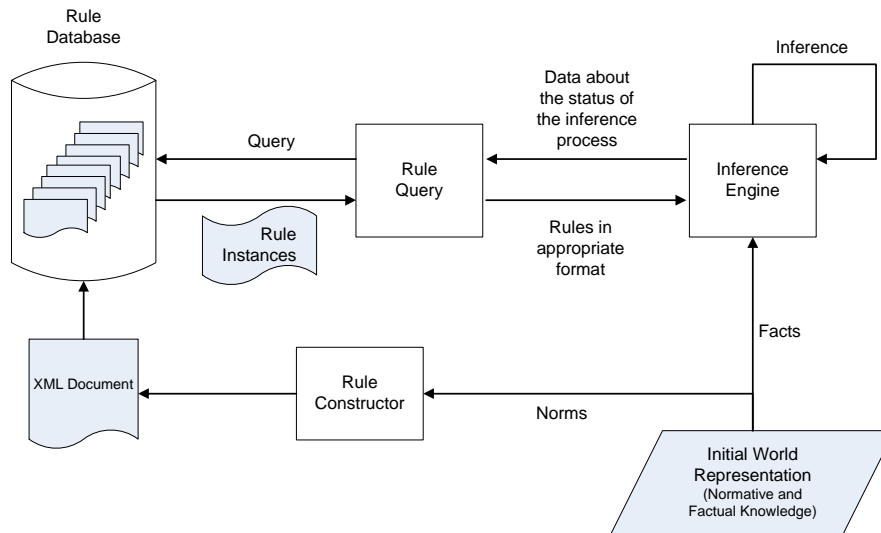 Rule
Database
Inference
Data about
the status of
the inference
process
Query
Rule
Query
Inference
Engine
Rule
Instances
Rules in
appropriate
format
Facts
XML Document
Rule
Constructor
Norms
Initial World
Representation
(Normative and
Factual Knowledge)